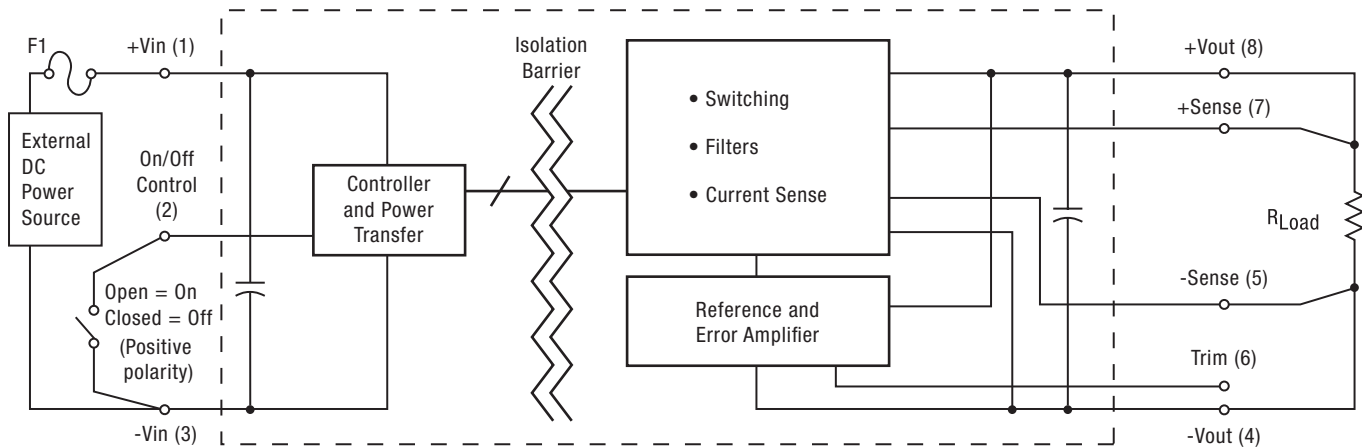 F1
+Vin (1)
External
DC
Power
Source
On/Off
Control
(2)
Open = On
Closed = Off
(Positive
polarity)
-Vin (3)
Controller
and Power
Transfer
Isolation
Barrier
• Switching
• Filters
• Current Sense
Reference and
Error Amplifier
+Vout (8)
+Sense (7)
RLoad
-Sense (5)
Trim (6)
-Vout (4)